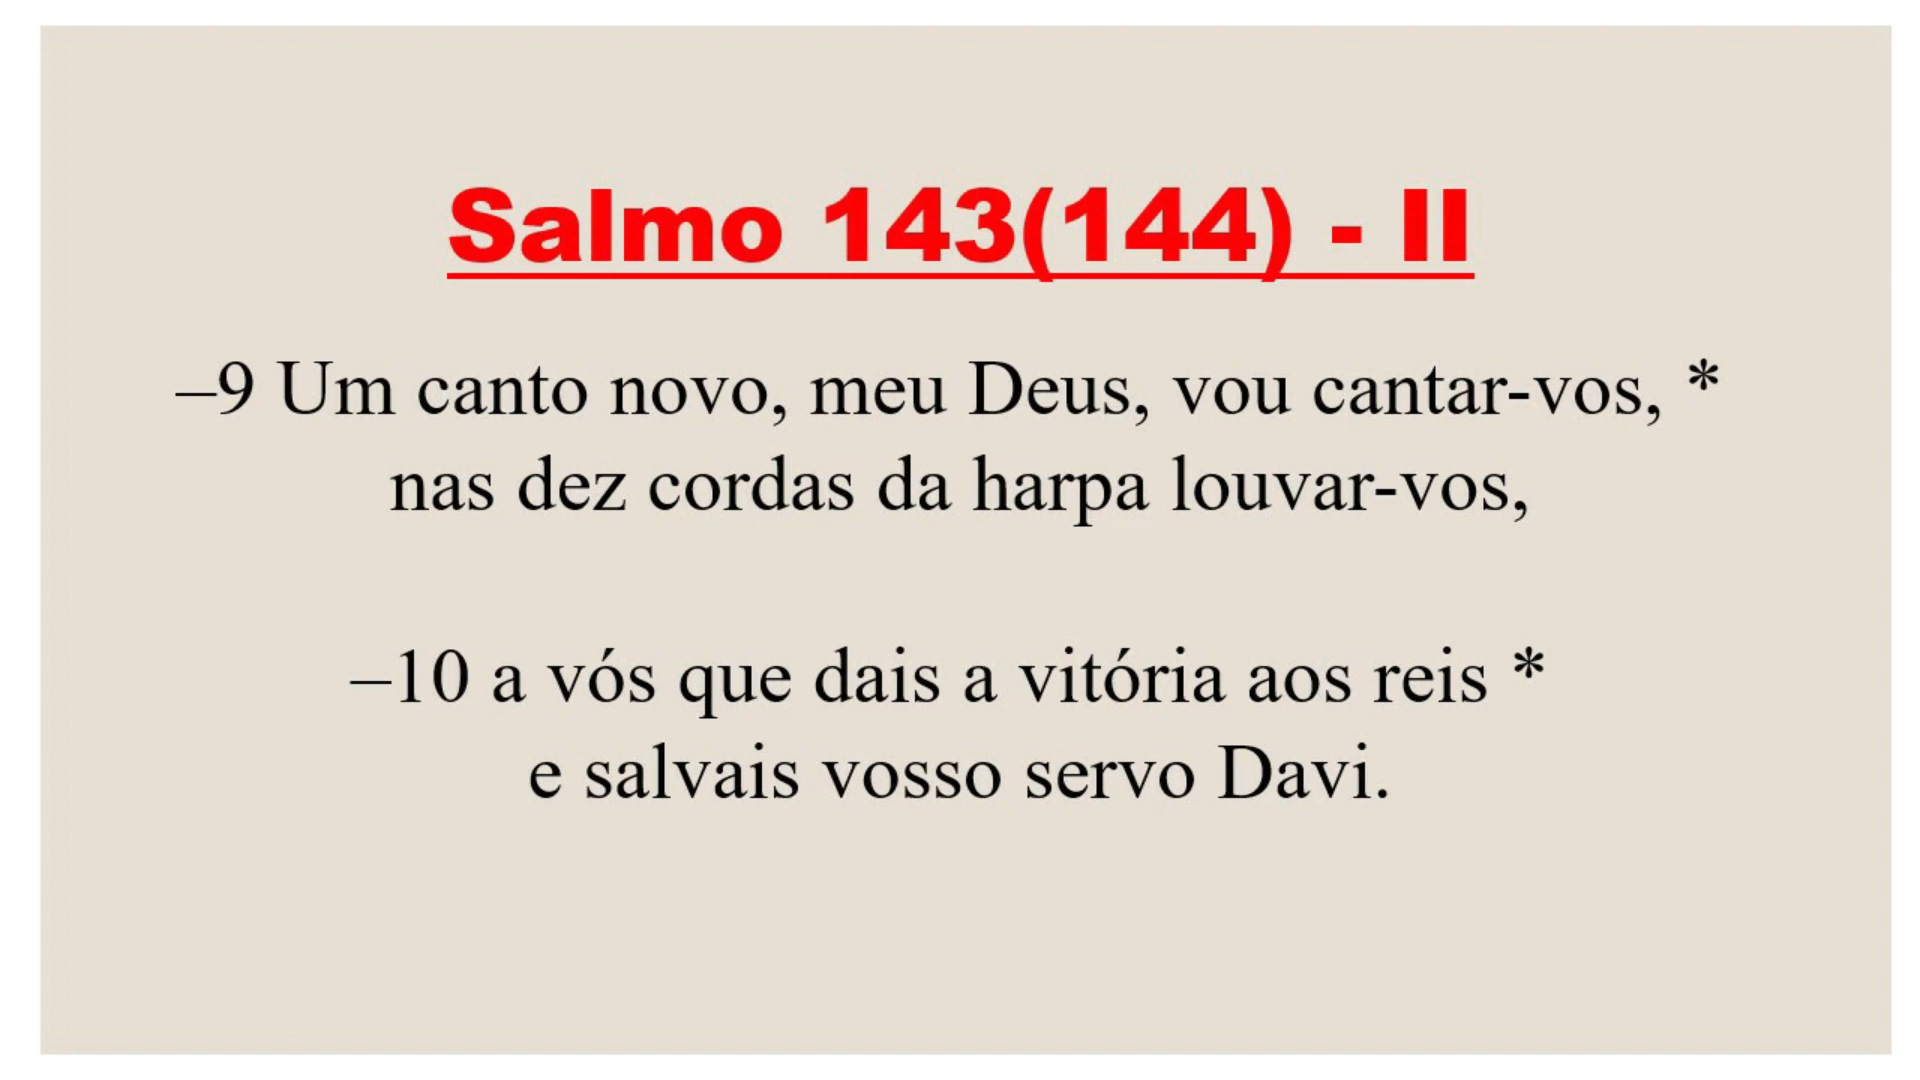 Salmo 143(144) - II
–9 Um canto novo, meu Deus, vou cantar-vos, *
nas dez cordas da harpa louvar-vos,
–10 a vós que dais a vitória aos reis *
e salvais vosso servo Davi.